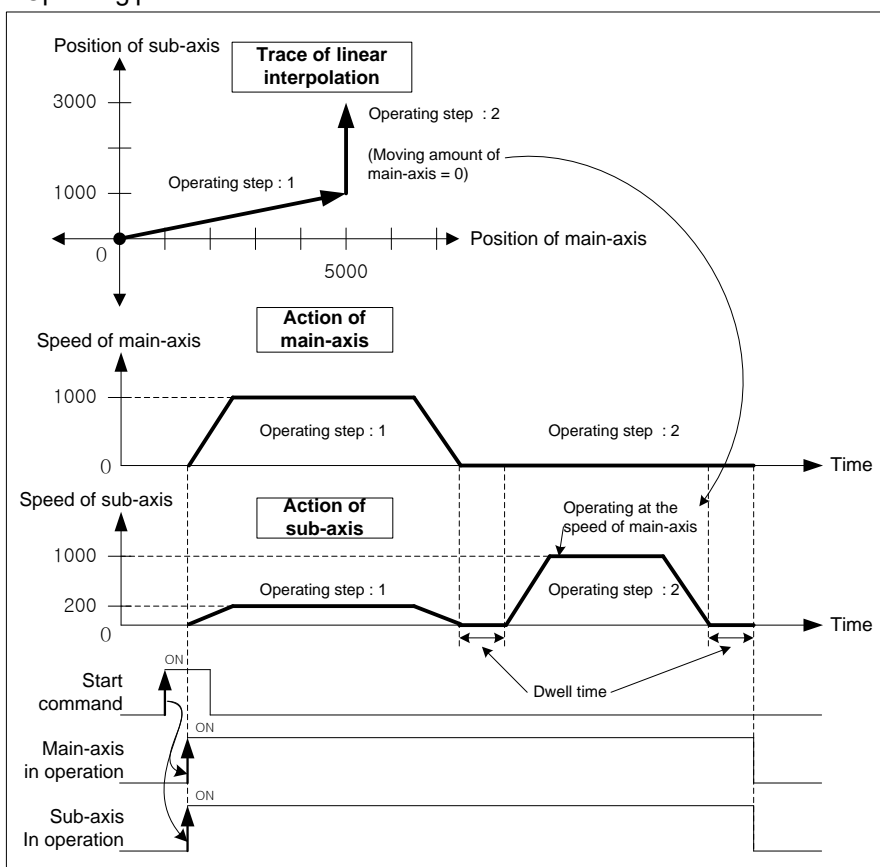 Position of sub-axis
Trace of linear
interpolation
3000
Operating step : 2
(Moving amount of
main-axis = 0)
Operating step : 1
1000
Position of main-axis
0
5000
Action of
main-axis
Speed of main-axis
1000
Operating step : 1
Operating step : 2
0
Time
Speed of sub-axis
Action of
sub-axis
Operating at the
speed of main-axis
1000
Operating step : 1
Operating step : 2
200
0
Time
Dwell time
ON
Start
command
ON
Main-axis
in operation
ON
Sub-axis
In operation